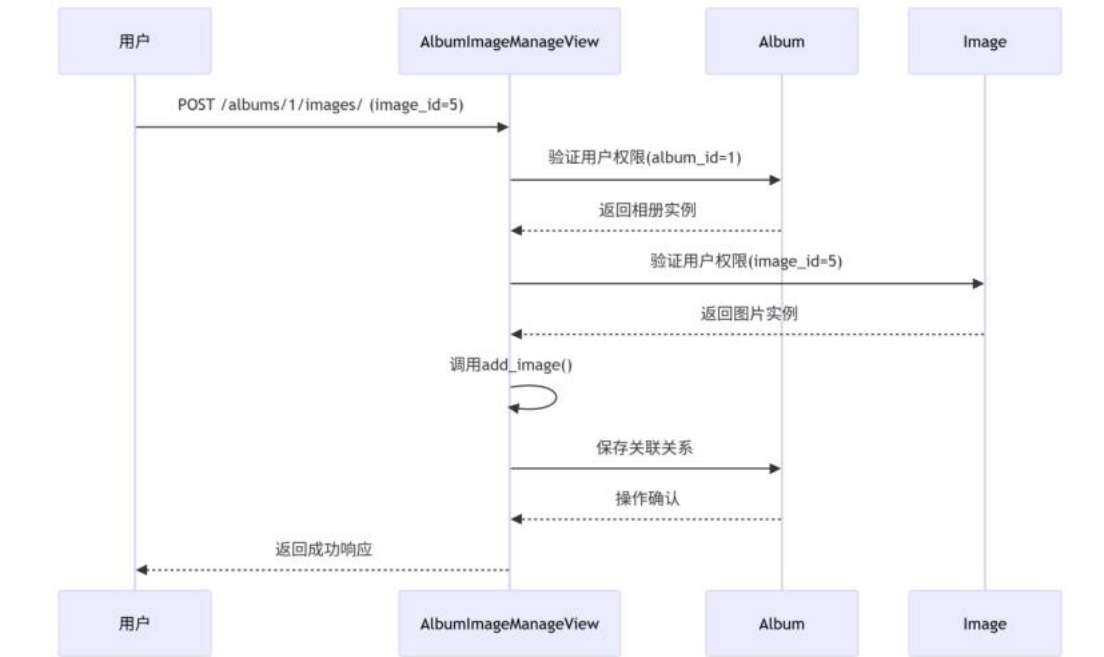 用户
AlbumImageManageView
Album
Image
POST /albums/1/images/ (image_id=5)
验证用户权限(album_id=1)
返回相册实例
验证用户权限(image_id=5)
返回图片实例
调用add_image()
保存关联关系
操作确认
返回成功响应
用户
AlbumImageManageView
Album
Image